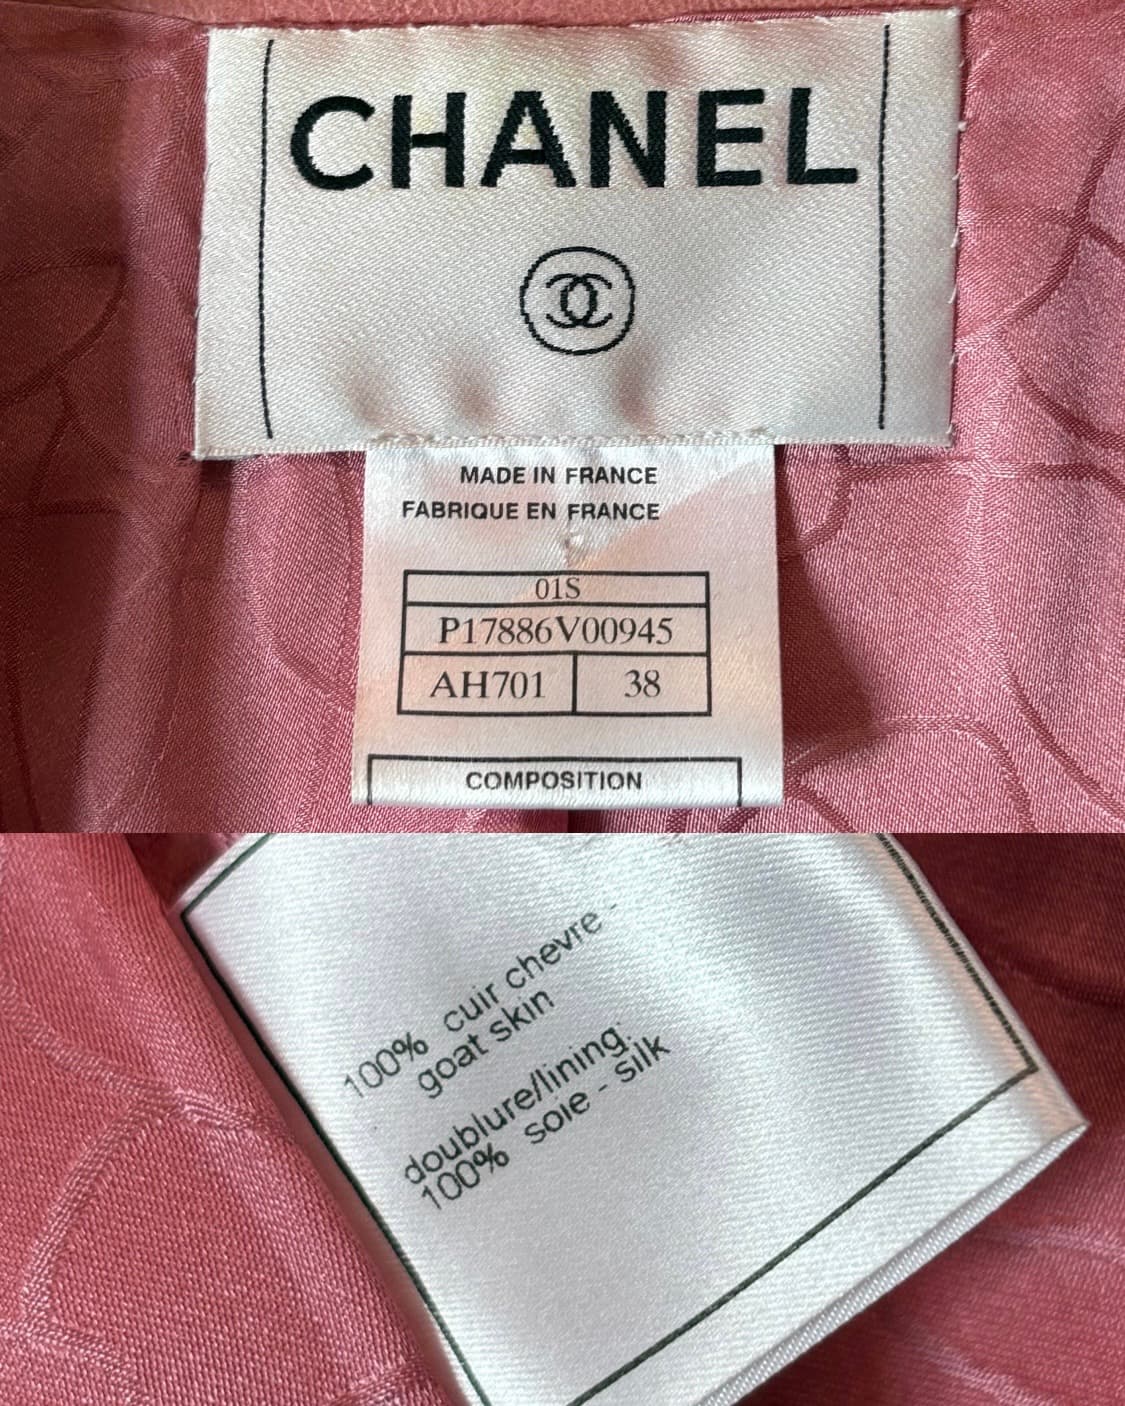 CHANEL
MADE IN FRANCE
FABRIQUE EN FRANCE
01S
P17886V00945
AH701 38
COMPOSITION
100% cuir chevre -
goat skin
doublure/lining:
100% soie - silk